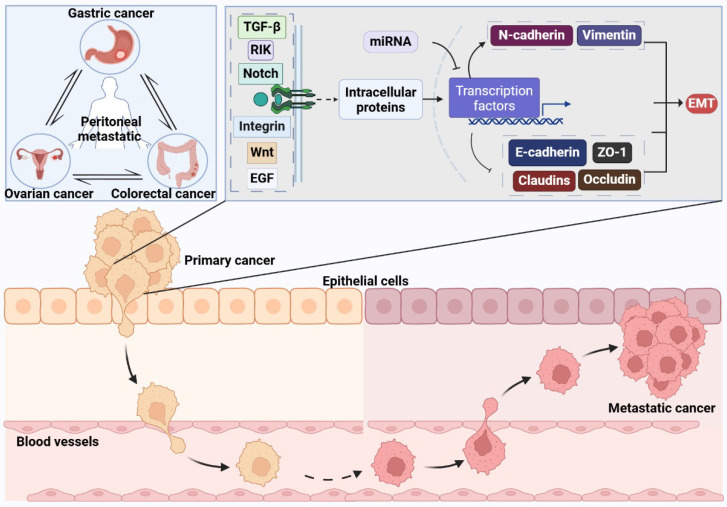 Gastric cancer
Peritoneal
metastatic
Ovarian cancer
Colorectal cancer
TGF-β
RIK
Notch
Integrin
Wnt
EGF
Intracellular
proteins
miRNA
Transcription
factors
N-cadherin
Vimentin
E-cadherin
ZO-1
Claudins
Occludin
EMT
Primary cancer
Epithelial cells
Metastatic cancer
Blood vessels